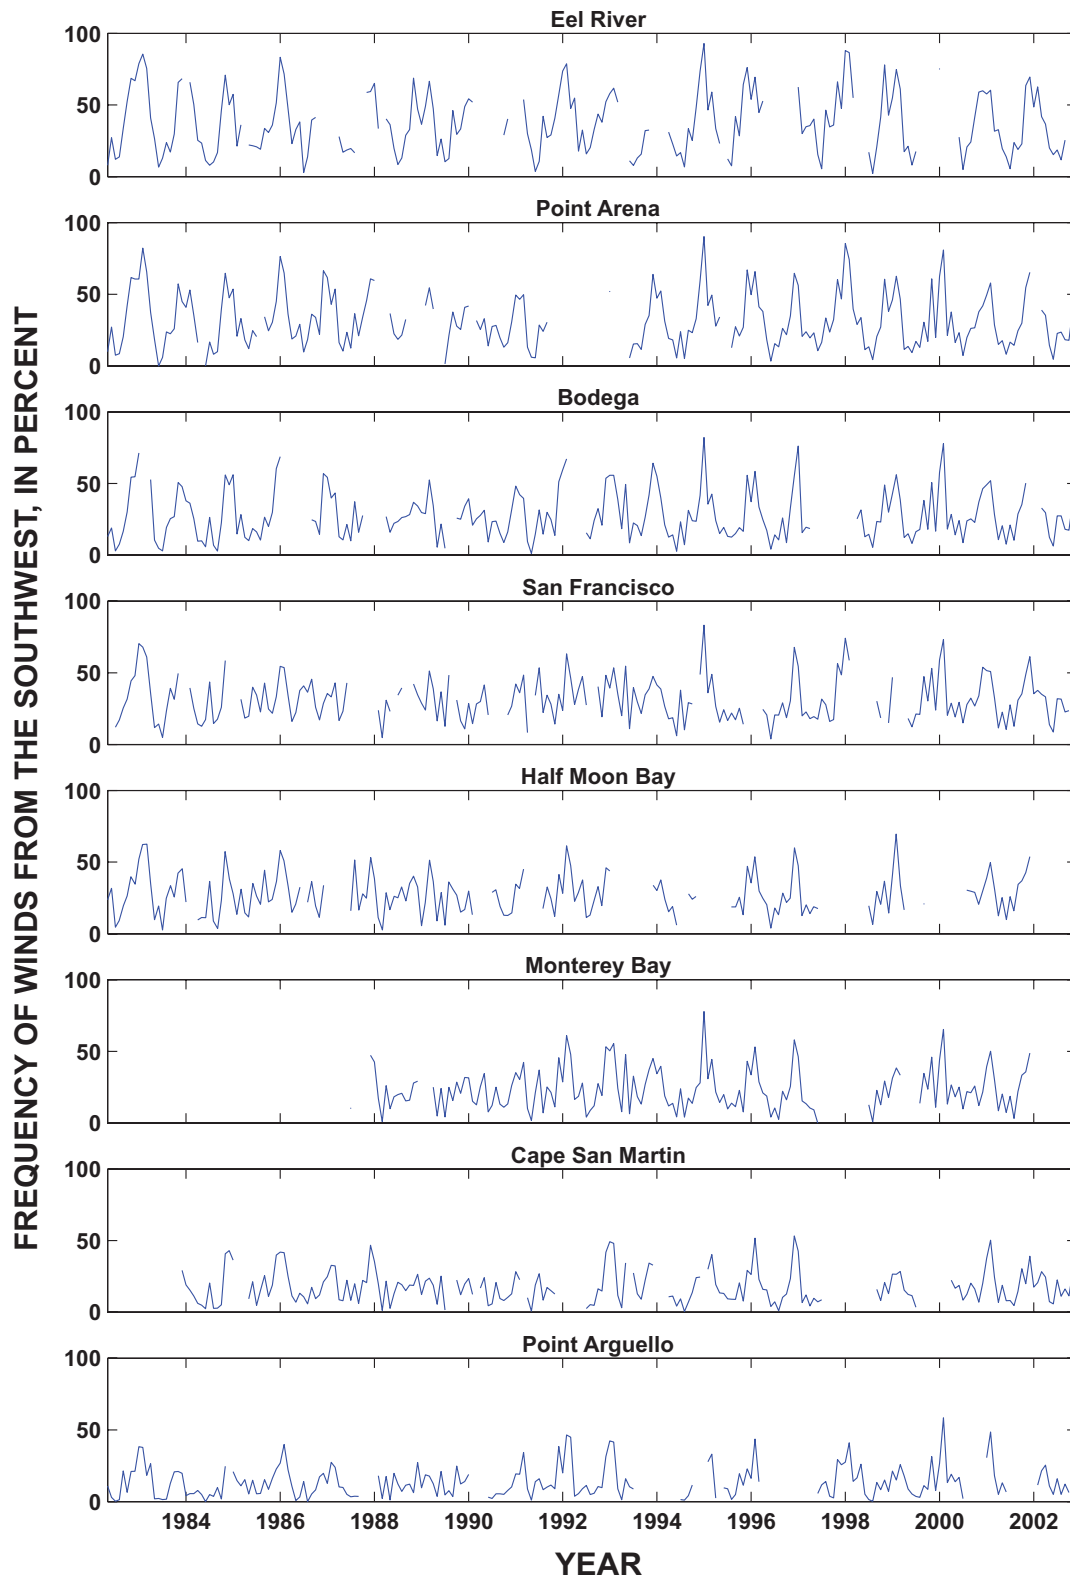 FREQUENCY OF WINDS FROM THE SOUTHWEST, IN PERCENT
Eel River
100
50
0
Point Arena
100
50
0
Bodega
100
50
0
San Francisco
100
50
0
Half Moon Bay
100
50
0
Monterey Bay
100
50
0
Cape San Martin
100
50
0
Point Arguello
100
50
0
1984 1986 1988 1990 1992 1994 1996 1998 2000 2002
YEAR